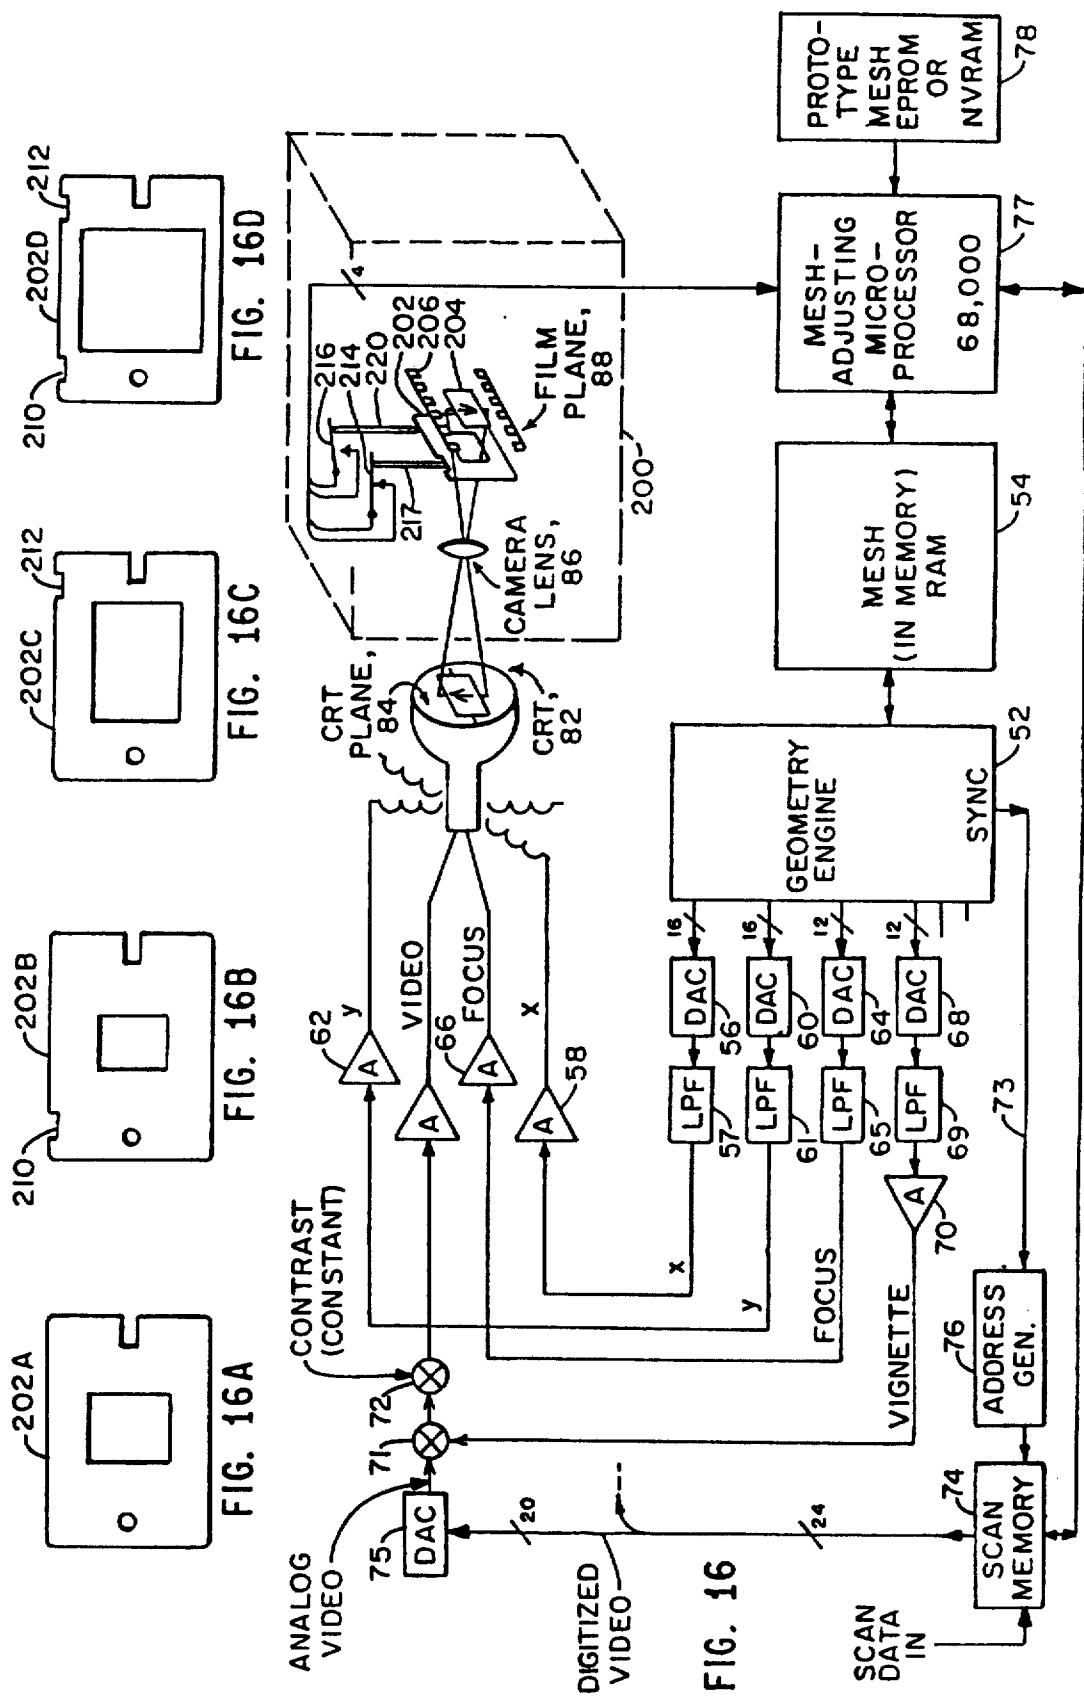 202A
FIG. 16A
210
202B
FIG. 16B
202C
212
FIG. 16C
210
202D
212
FIG. 16D
ANALOG
VIDEO
75
DAC
71
72
CONTRAST
(CONSTANT)
62
A
y
A
VIDEO
66
A
FOCUS
A
58
x
CRT
PLANE,
84
CRT,
82
CAMERA
LENS,
86
217
214
216
220
202
206
204
FILM
PLANE,
88
200
4
DIGITIZED
VIDEO
20
24
FIG. 16
x
y
FOCUS
VIGNETTE
A
70
LPF
57
LPF
61
LPF
65
LPF
69
DAC
56
DAC
60
DAC
64
DAC
68
16
16
12
12
GEOMETRY
ENGINE
SYNC
52
MESH
(IN MEMORY)
RAM
54
MESH-
ADJUSTING
MICRO-
PROCESSOR
68,000
77
PROTO-
TYPE
MESH
EPROM
OR
NVRAM
78
SCAN
DATA
IN
74
SCAN
MEMORY
76
ADDRESS
GEN.
73